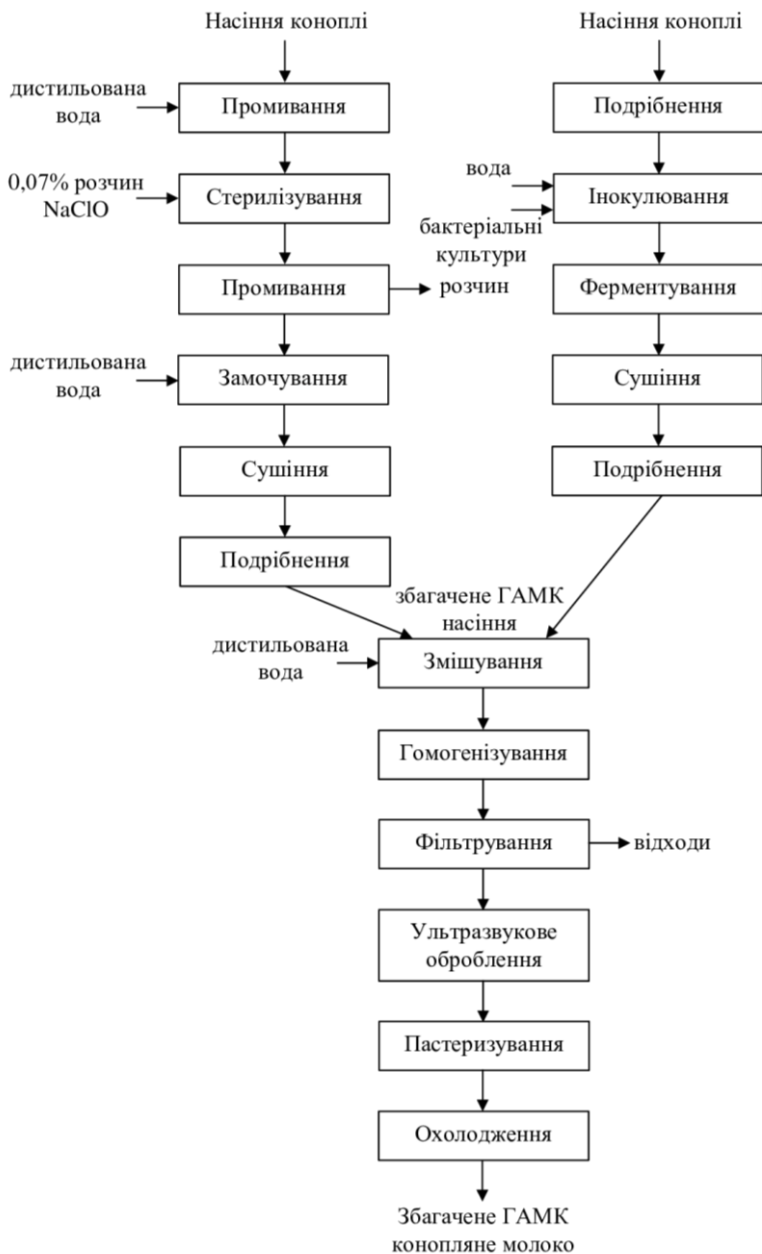 Насіння коноплі
Насіння коноплі
дистильована
вода
Промивання
Подрібнення
0,07% розчин
NaClO
Стерилізування
вода
бактеріальні
культури
Інокулювання
Промивання
розчин
Ферментування
дистильована
вода
Замочування
Сушіння
Сушіння
Подрібнення
Подрібнення
збагачене ГАМК
насіння
дистильована
вода
Змішування
Гомогенізування
Фільтрування
відходи
Ультразвукове
оброблення
Пастеризування
Охолодження
Збагачене ГАМК
конопляне молоко